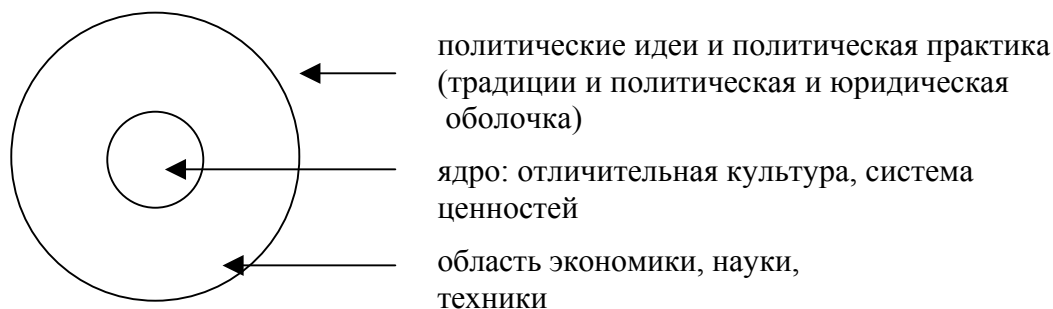 политические идеи и политическая практика
(традиции и политическая и юридическая
оболочка)
ядро: отличительная культура, система
ценностей
область экономики, науки,
техники